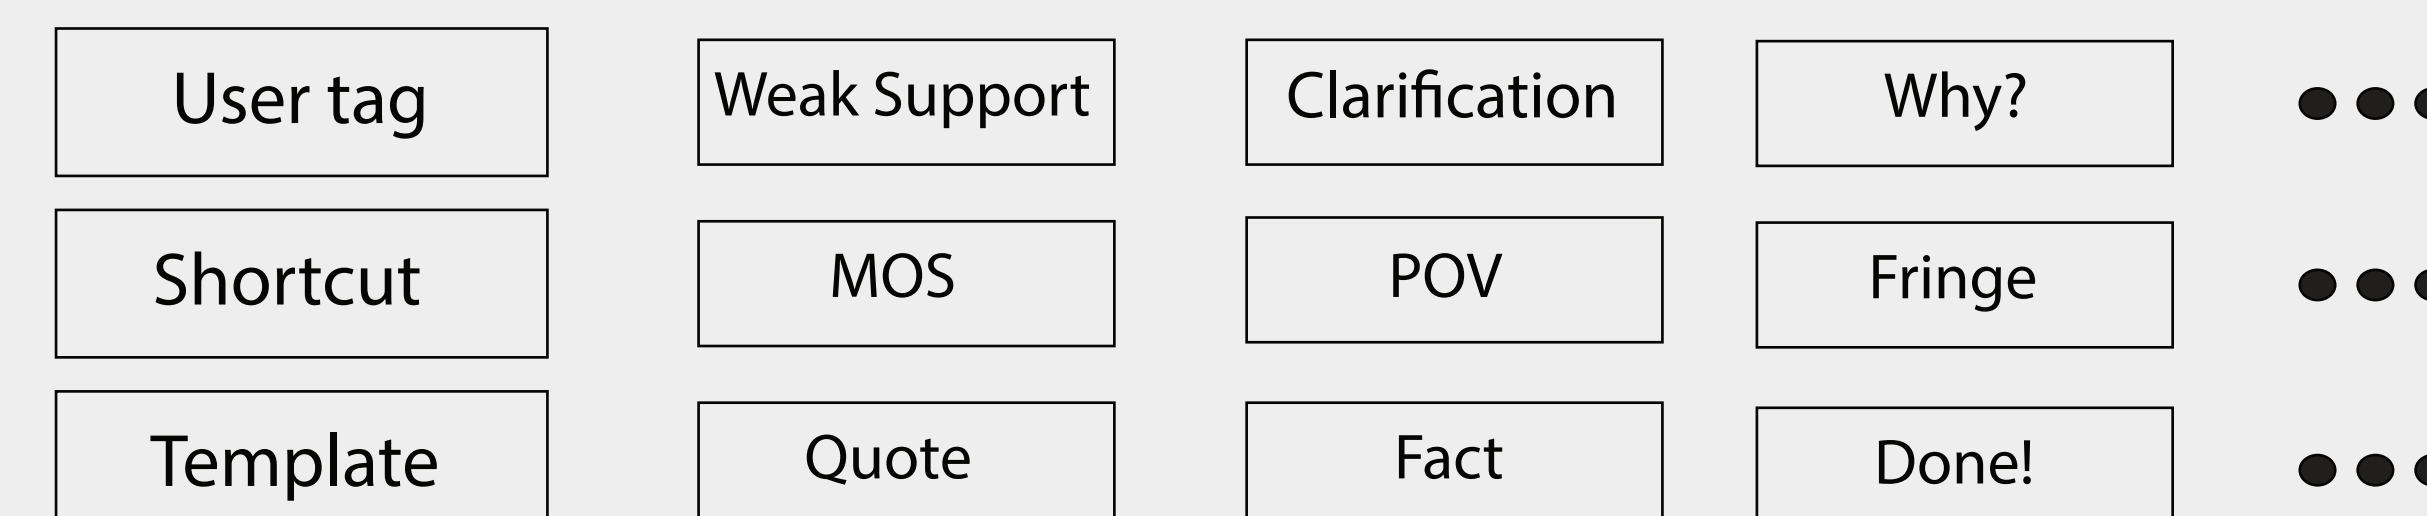 User tag Weak Support Clarification Why?
Shortcut MOS POV Fringe
Template Quote Fact Done!